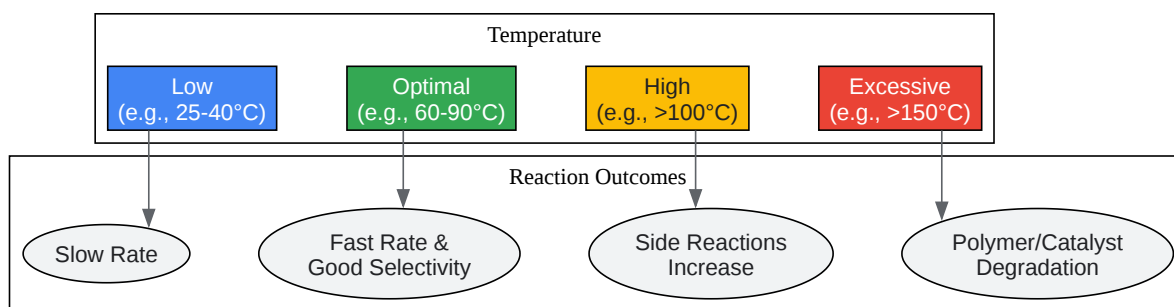 Temperature
Low
(e.g., 25-40°C)
Optimal
(e.g., 60-90°C)
High
(e.g., >100°C)
Excessive
(e.g., >150°C)
Reaction Outcomes
Slow Rate
Fast Rate &
Good Selectivity
Side Reactions
Increase
Polymer/Catalyst
Degradation